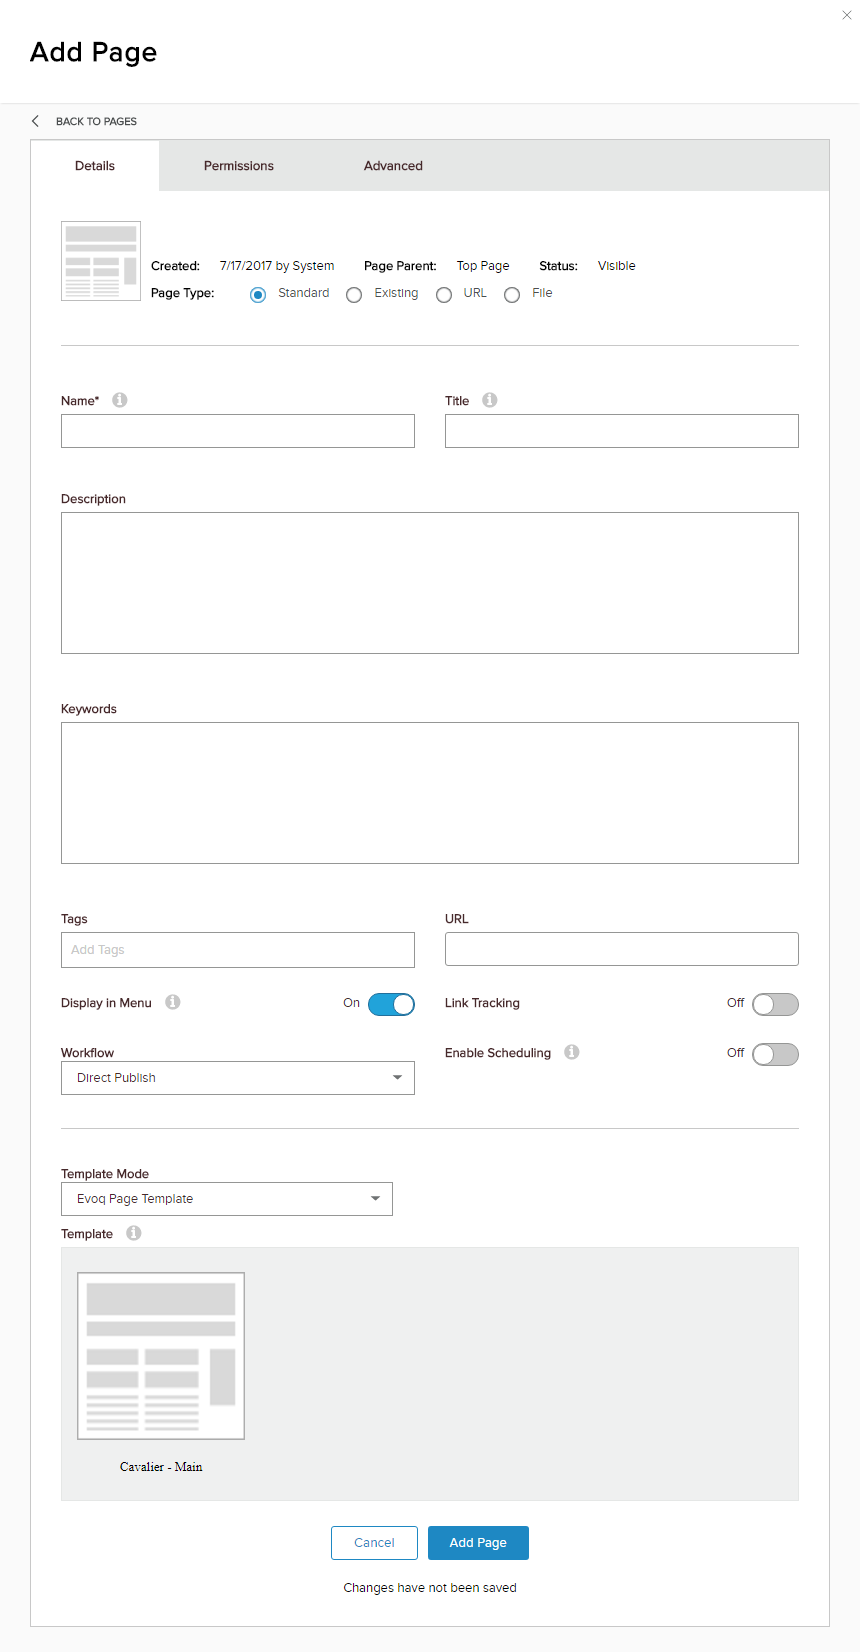 Add Page
BACK TO PAGES
Details Permissions Advanced
Created: 7/17/2017 by System Page Parent: Top Page Status: Visible
Page Type: Standard Existing URL File
Name* Title
Description
Keywords
Tags URL
Add Tags
Display in Menu On Link Tracking Off
Workflow Enable Scheduling Off
Direct Publish
Template Mode
Evoq Page Template
Template
Cavalier - Main
Cancel Add Page
Changes have not been saved